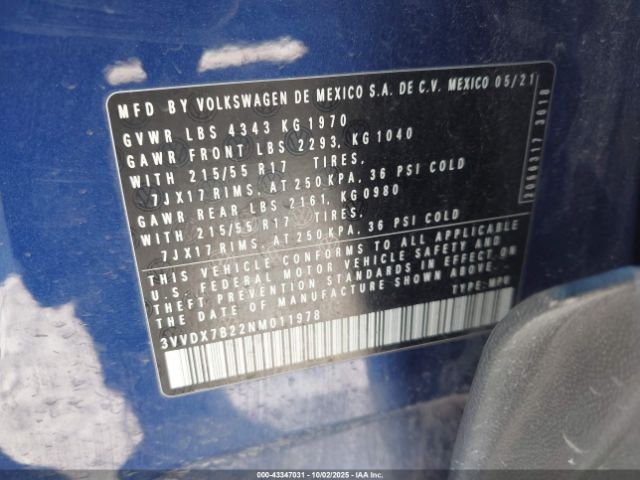 MFD BY VOLKSWAGEN DE MEXICO S.A. DE C.V. MEXICO 05/21
GVWR LBS 4343 KG 1970
GAWR FRONT LBS 2293, KG 1040
WITH 215/55 R17 TIRES,
7JX17 RIMS, AT 250 KPA, 36 PSI COLD
GAWR REAR LBS 2161, KG 0980
WITH 215/55 R17 TIRES,
7JX17 RIMS, AT 250 KPA, 36 PSI COLD
THIS VEHICLE CONFORMS TO ALL APPLICABLE
U.S. FEDERAL MOTOR VEHICLE SAFETY AND
THEFT PREVENTION STANDARDS IN EFFECT ON
THE DATE OF MANUFACTURE SHOWN ABOVE.
3VVDX7B22NM011978 TYPE: MPV
3G10
000-43347031 - 10/02/2025 - IAA Inc.